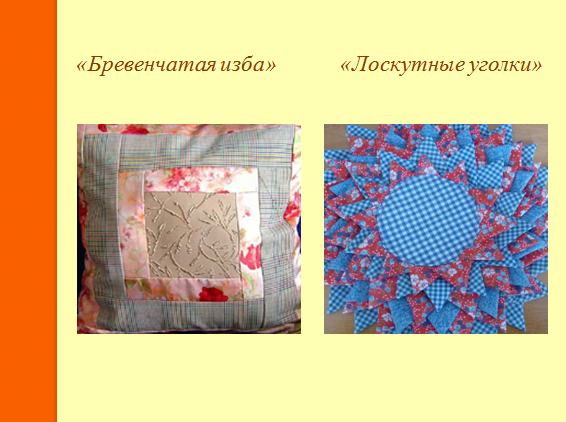 «Бревенчатая изба»
«Лоскутные уголки»